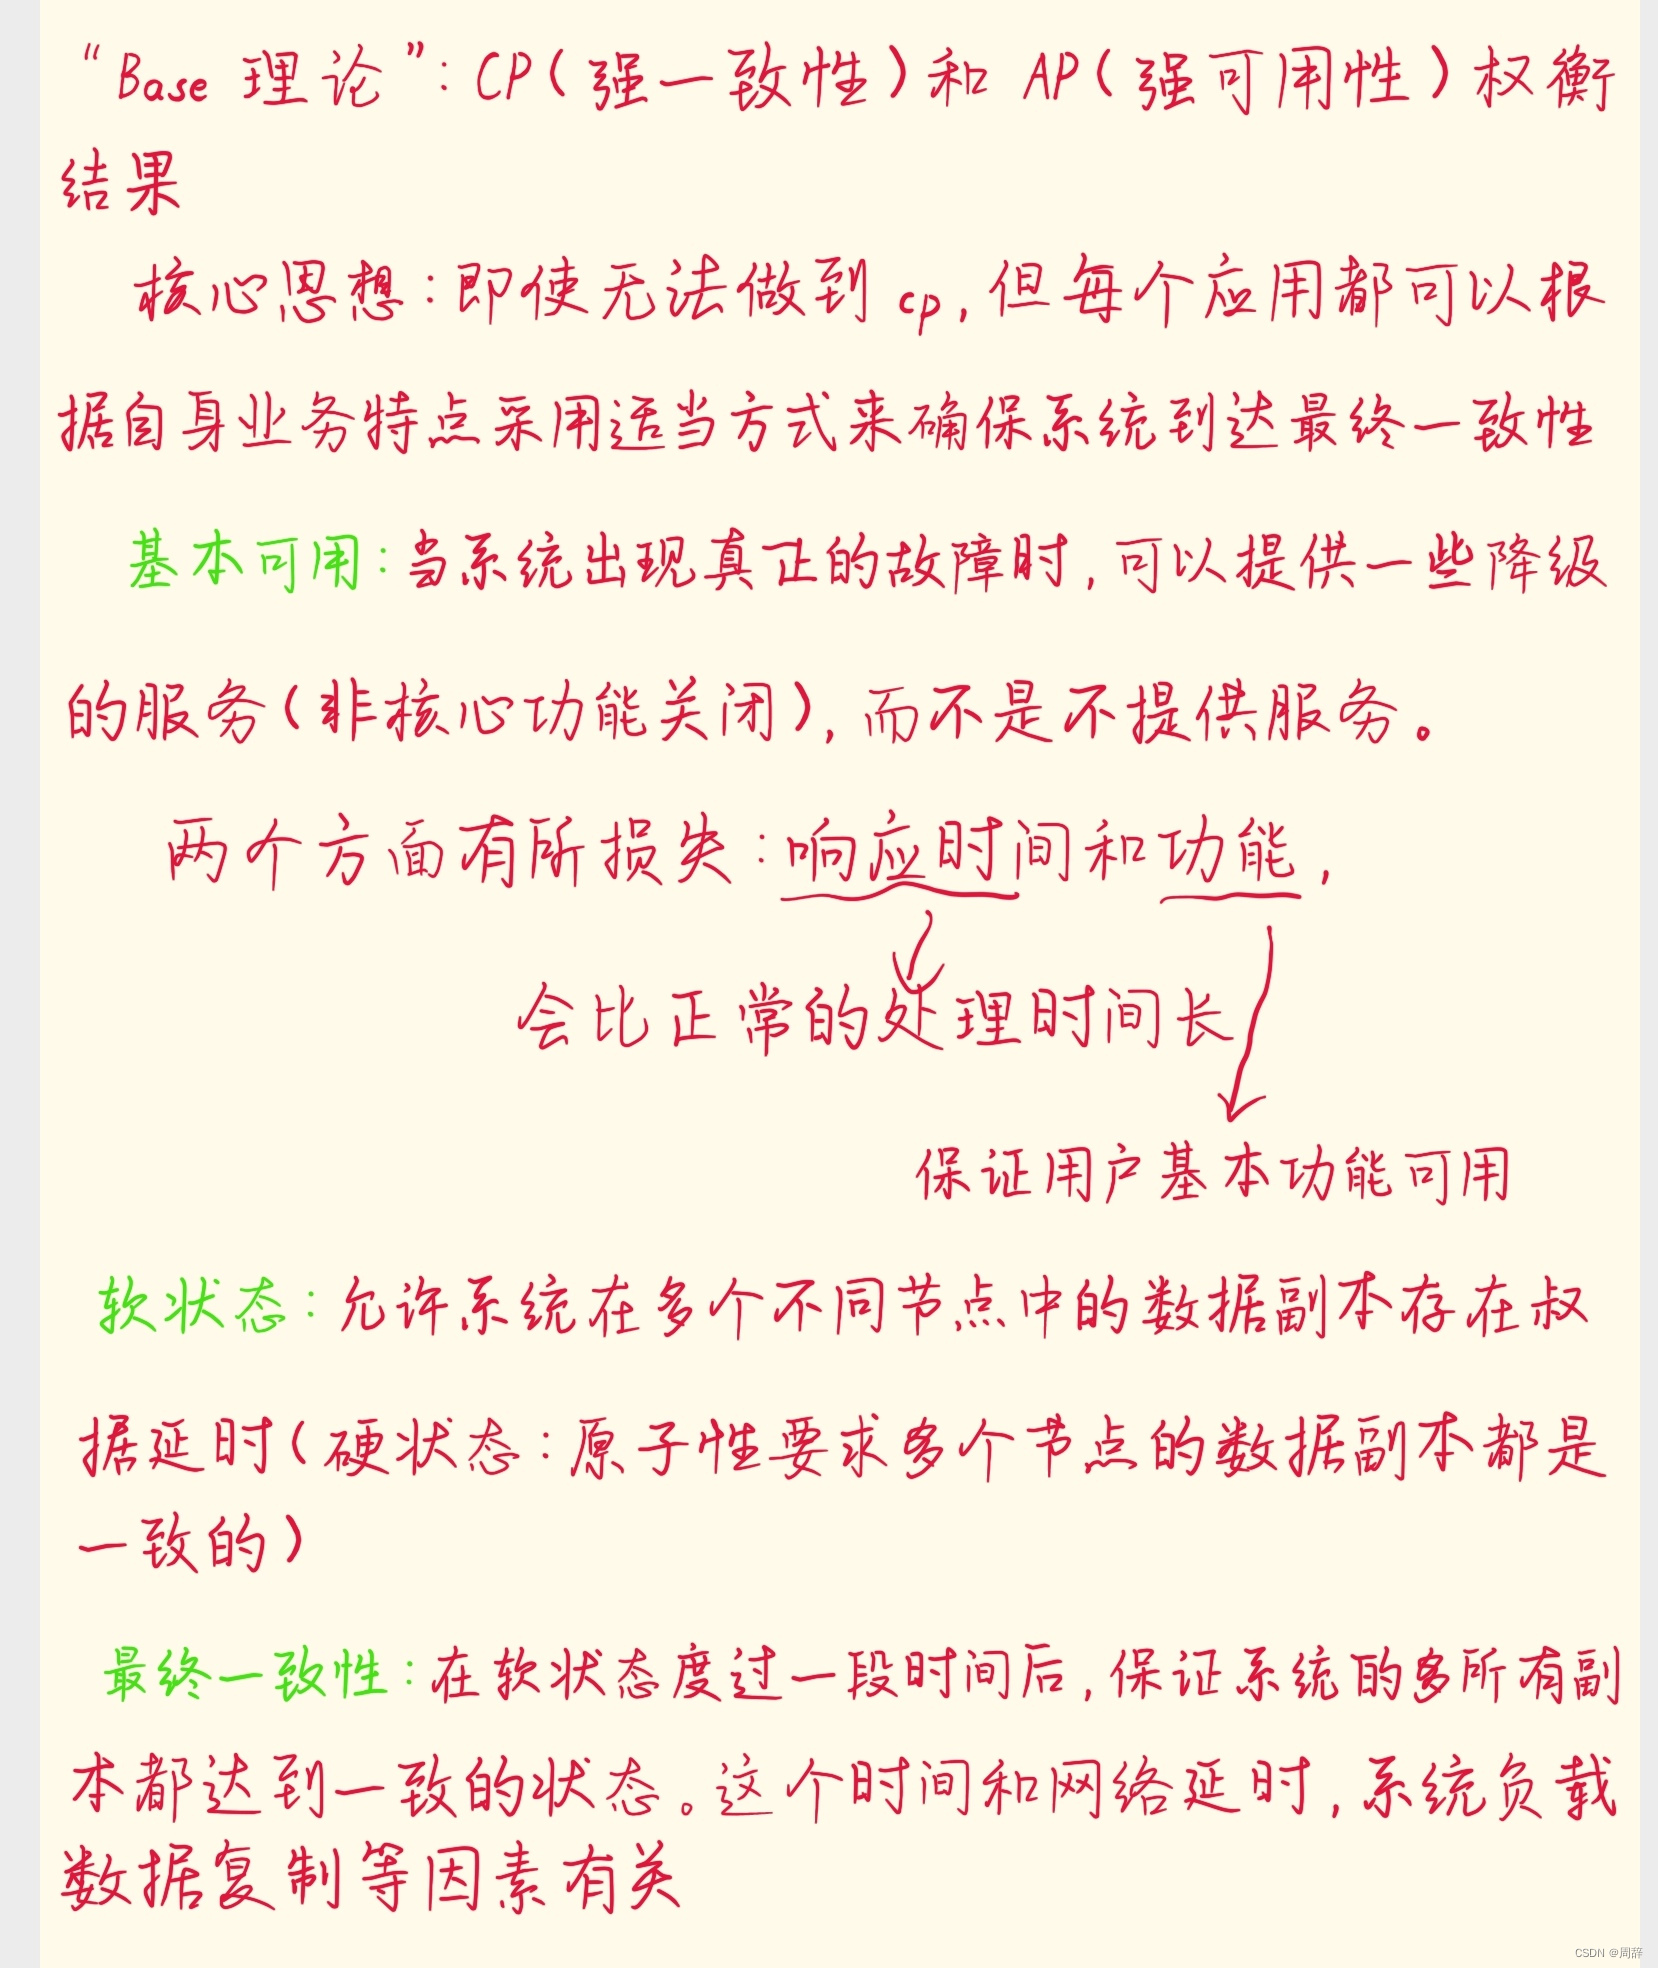 “Base 理论”：CP(强一致性)和 AP(强可用性)权衡
结果
核心思想：即使无法做到 cp，但每个应用都可以根
据自身业务特点采用适当方式来确保系统到达最终一致性
基本可用：当系统出现真正的故障时，可以提供一些降级
的服务(非核心功能关闭)，而不是不提供服务。
两个方面有所损失：响应时间和功能，
会比正常的处理时间长
保证用户基本功能可用
软状态：允许系统在多个不同节点中的数据副本存在叔
据延时(硬状态：原子性要求多个节点的数据副本都是
一致的)
最终一致性：在软状态度过一段时间后，保证系统的多所有副
本都达到一致的状态。这个时间和网络延时，系统负载
数据复制等因素有关
CSDN @周辞